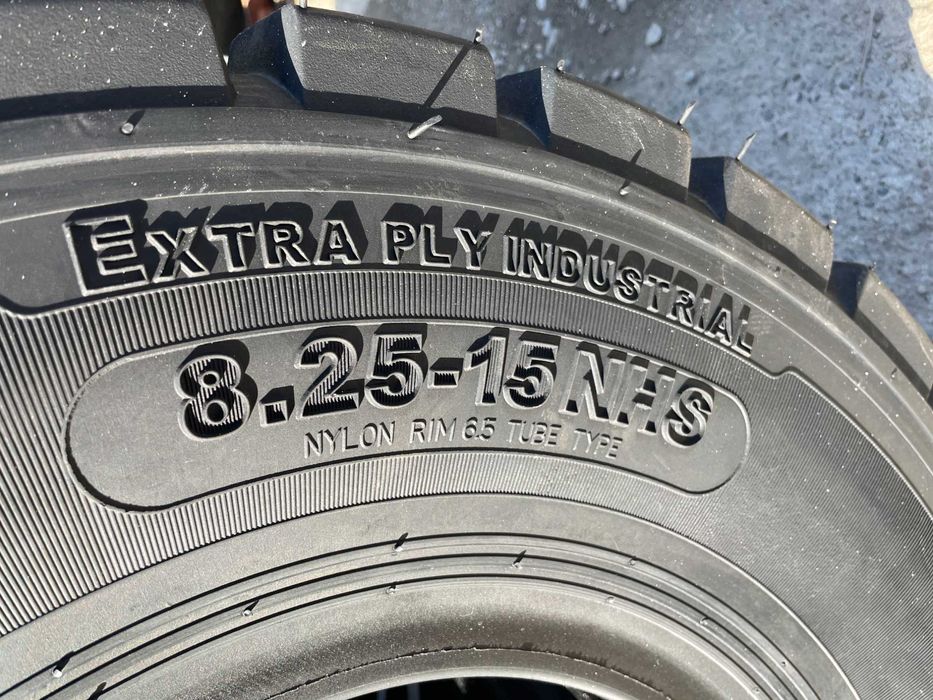 EXTRA PLY INDUSTRIAL
8.25-15 NHS
NYLON RIM 6.5 TUBE TYPE